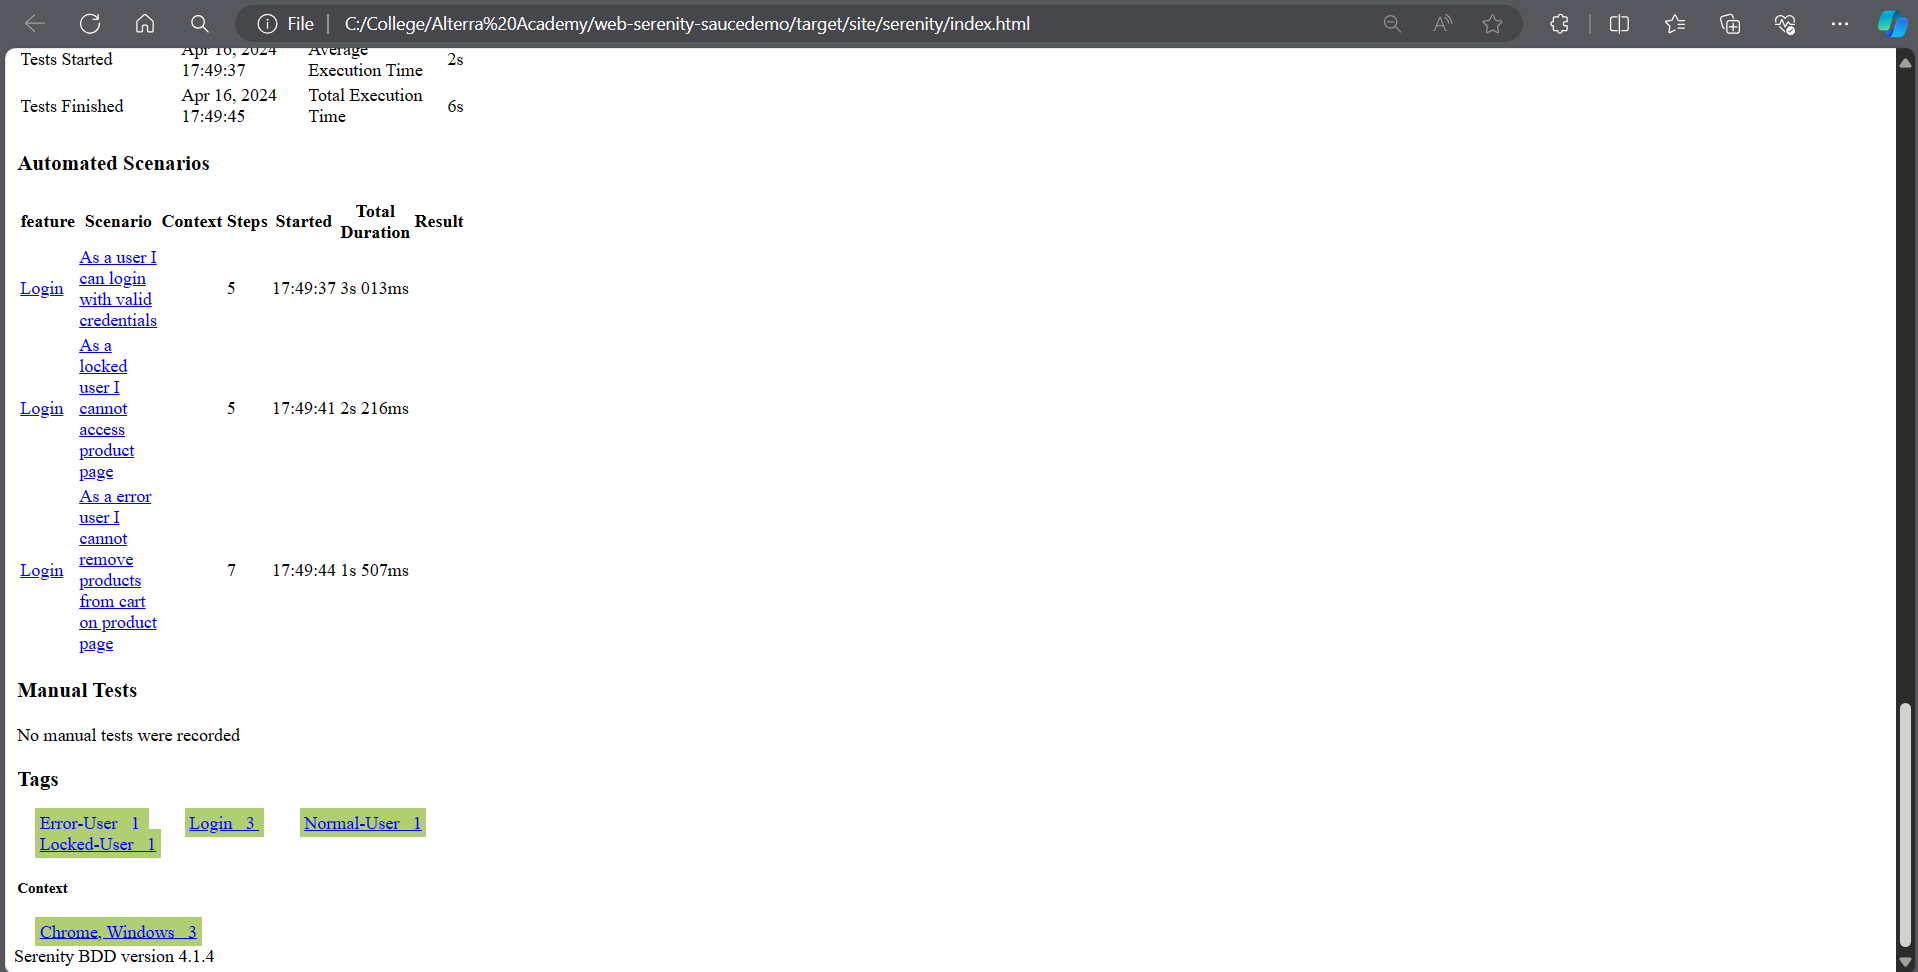 File
C:/College/Alterra%20Academy/web-serenity-saucedemo/target/site/serenity/index.html
Tests Started Apr 16, 2024 17:49:37 Average Execution Time 2s
Tests Finished Apr 16, 2024 17:49:45 Total Execution Time 6s
Automated Scenarios
feature Scenario Context Steps Started Total Duration Result
Login As a user I can login with valid credentials 5 17:49:37 3s 013ms
Login As a locked user I cannot access product page 5 17:49:41 2s 216ms
Login As a error user I cannot remove products from cart on product page 7 17:49:44 1s 507ms
Manual Tests
No manual tests were recorded
Tags
Error-User 1 Login 3 Normal-User 1
Locked-User 1
Context
Chrome, Windows 3
Serenity BDD version 4.1.4